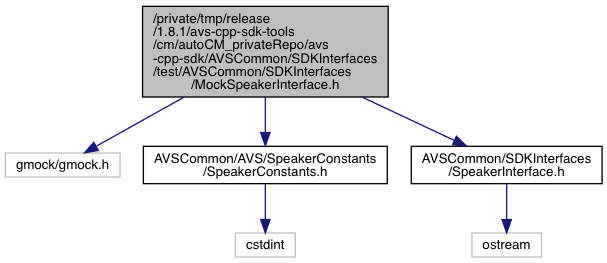 /private/tmp/release
/1.8.1/avs-cpp-sdk-tools
/cm/autoCM_privateRepo/avs
-cpp-sdk/AVSCommon/SDKInterfaces
/test/AVSCommon/SDKInterfaces
/MockSpeakerInterface.h
gmock/gmock.h
AVSCommon/AVS/SpeakerConstants
/SpeakerConstants.h
AVSCommon/SDKInterfaces
/SpeakerInterface.h
cstdint
ostream